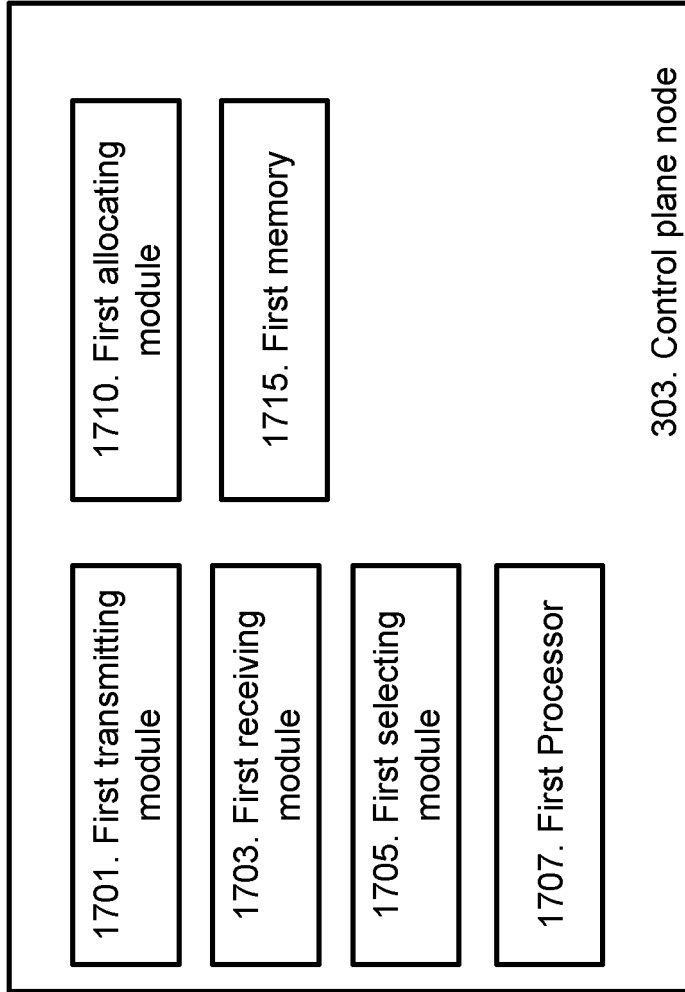 1701. First transmitting
module
1703. First receiving
module
1705. First selecting
module
1707. First Processor
1710. First allocating
module
1715. First memory
303. Control plane node